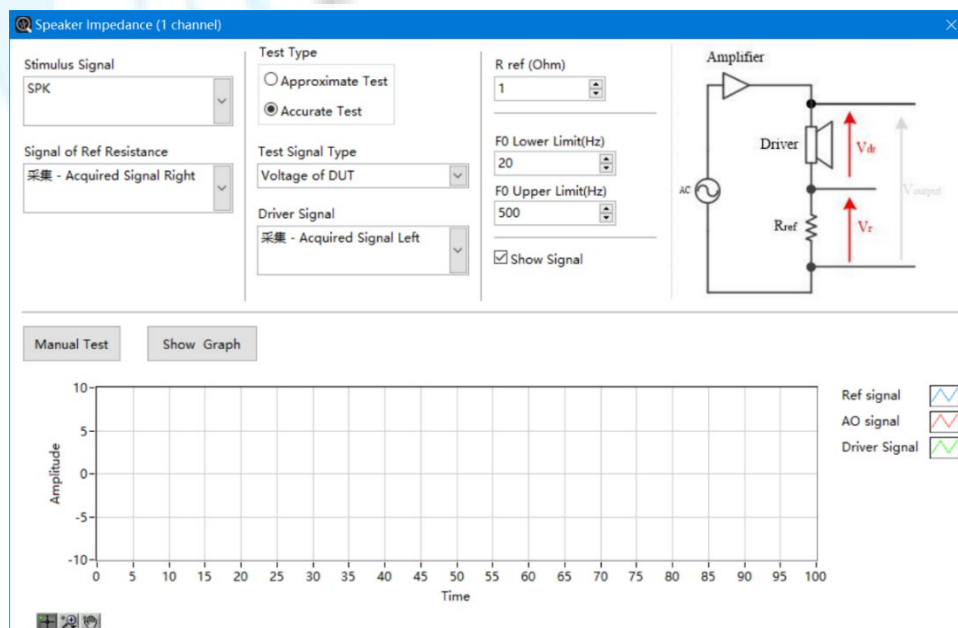 Speaker Impedance (1 channel)
Stimulus Signal
SPK
Signal of Ref Resistance
采集 - Acquired Signal Right
Test Type
Approximate Test
Accurate Test
Test Signal Type
Voltage of DUT
Driver Signal
采集 - Acquired Signal Left
R ref (Ohm)
1
F0 Lower Limit(Hz)
20
F0 Upper Limit(Hz)
500
Show Signal
Amplifier
Driver
Vdr
AC
Voutput
Rref
Vr
Manual Test
Show Graph
Amplitude
10
5
0
-5
-10
0 5 10 15 20 25 30 35 40 45 50 55 60 65 70 75 80 85 90 95 100
Time
Ref signal
AO signal
Driver Signal